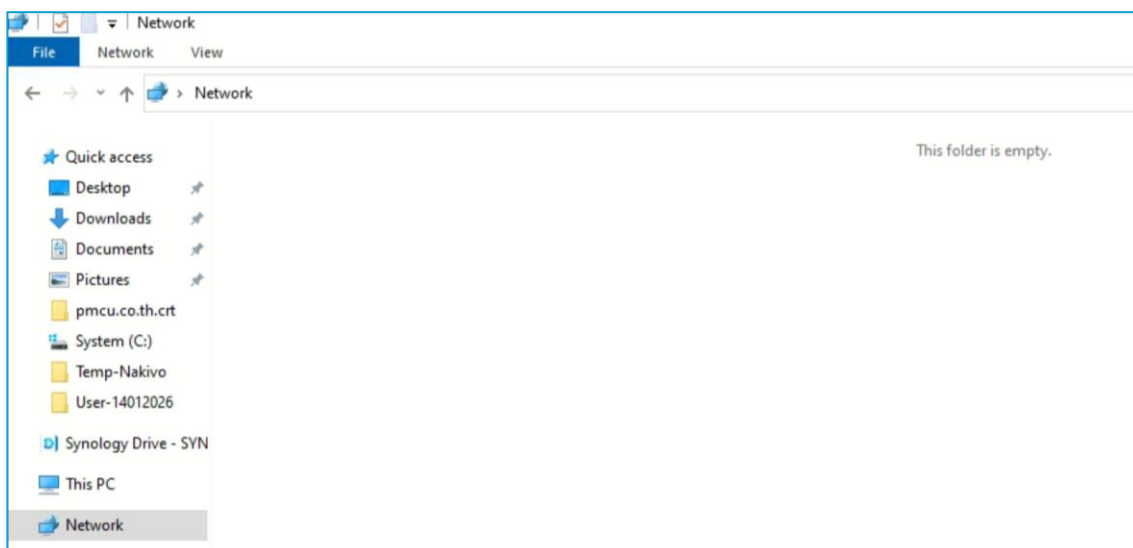 Network
File Network View
Network
This folder is empty.
Quick access
Desktop
Downloads
Documents
Pictures
pmcu.co.th.crt
System (C:)
Temp-Nakivo
User-14012026
Synology Drive - SYN
This PC
Network